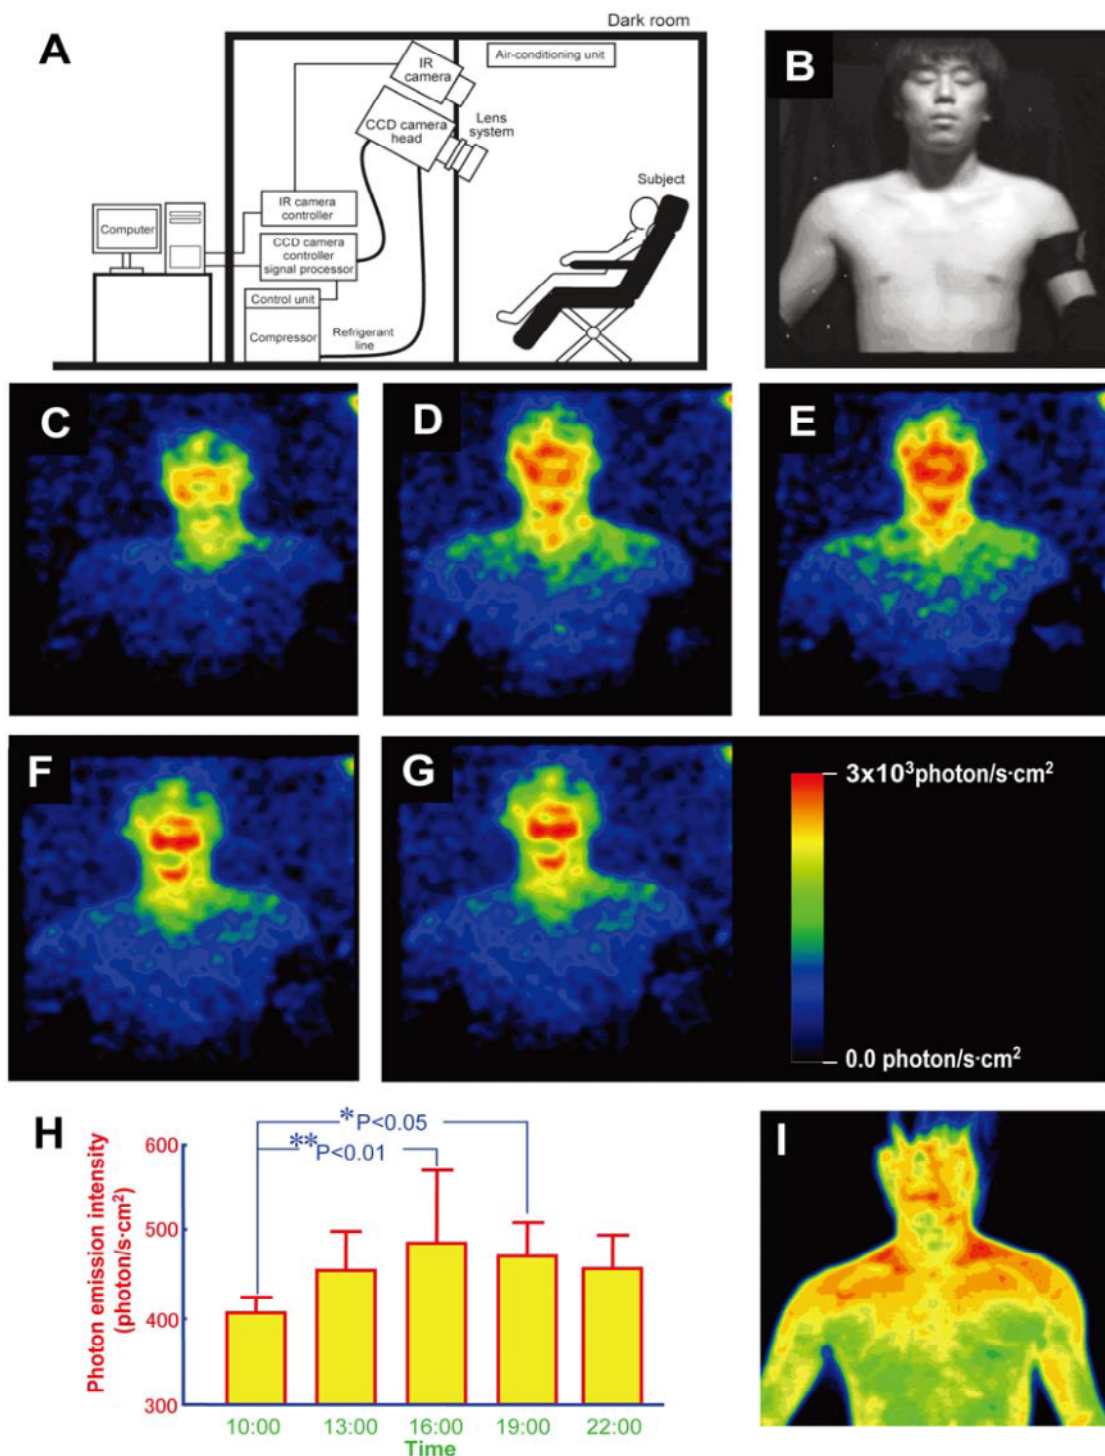 A
Dark room
Air-conditioning unit
IR
camera
CCD camera
head
Lens
system
Subject
IR camera
controller
Computer
CCD camera
controller
signal processor
Control unit
Compressor
Refrigerant
line
B
C
D
E
F
G
3x10³photon/s·cm²
0.0 photon/s·cm²
H
*P<0.05
**P<0.01
Photon emission intensity
(photon/s·cm²)
600
500
400
300
10:00
13:00
16:00
19:00
22:00
Time
I